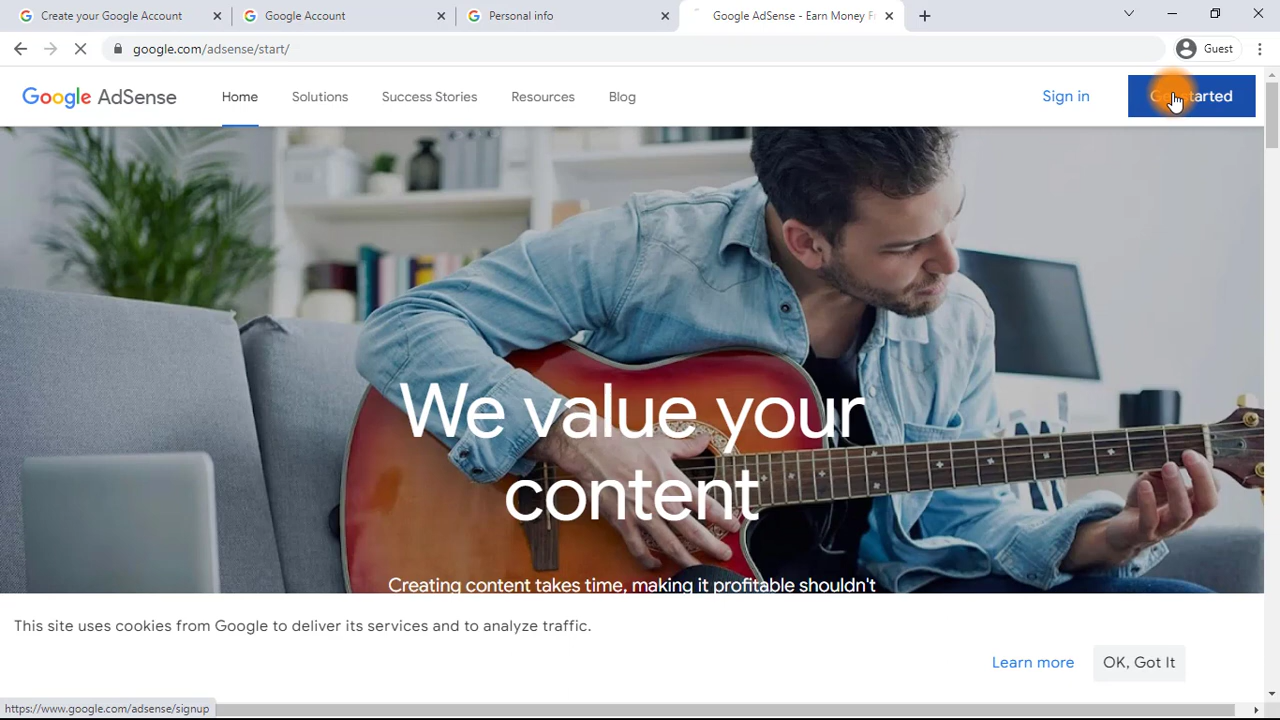 Create your Google Account
Google Account
Personal info
Google AdSense - Earn Money F
google.com/adsense/start/
Guest
Google AdSense
Home
Solutions
Success Stories
Resources
Blog
Sign in
Get started
We value your
content
Creating content takes time, making it profitable shouldn't
This site uses cookies from Google to deliver its services and to analyze traffic.
Learn more
OK, Got It
https://www.google.com/adsense/signup